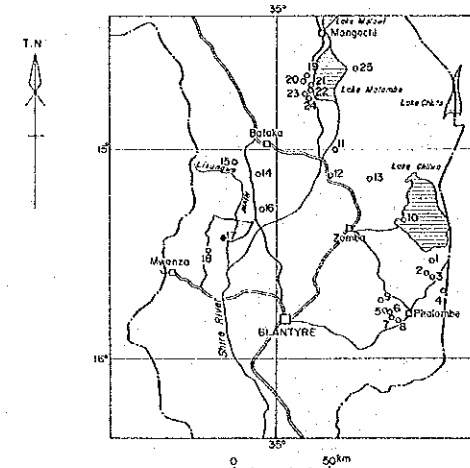 T.N
35°
Lake Malawi
Mangochi
19
25
20
21
22
Lake Malombe
23
24
Lake Chiuta
Balaka
15°
11
Lisungwe
15
14
12
13
Lake Chilwa
16
10
17
Zomba
18
Mwanza
1
2
3
4
9
5
6
Phalombe
7
8
BLANTYRE
Shire River
16°
35°
0 50km